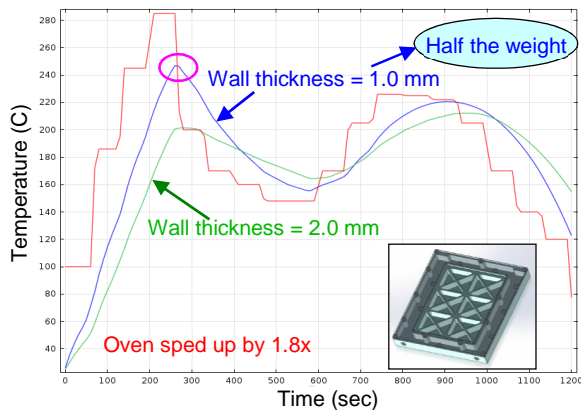 Half the weight
Wall thickness = 1.0 mm
Wall thickness = 2.0 mm
Oven sped up by 1.8x
Temperature (C)
280
260
240
220
200
180
160
140
120
100
80
60
40
0 100 200 300 400 500 600 700 800 900 1000 1100 1200
Time (sec)